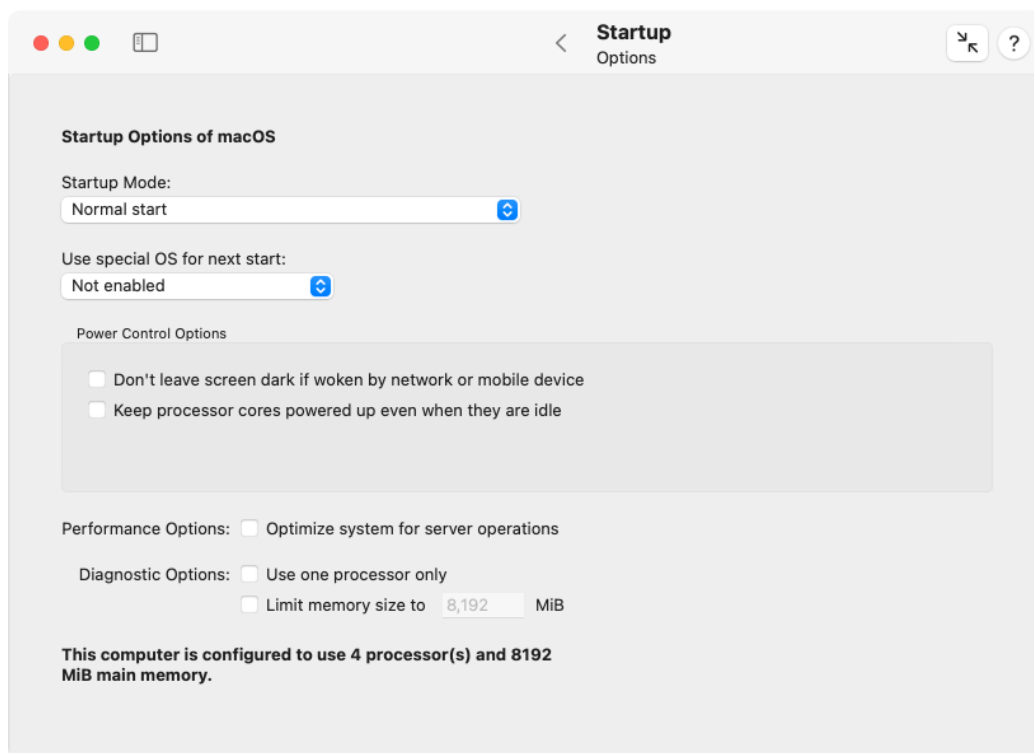 Startup
Options
?
Startup Options of macOS
Startup Mode:
Normal start
Use special OS for next start:
Not enabled
Power Control Options
Don't leave screen dark if woken by network or mobile device
Keep processor cores powered up even when they are idle
Performance Options: Optimize system for server operations
Diagnostic Options: Use one processor only
Limit memory size to 8,192 MiB
This computer is configured to use 4 processor(s) and 8192
MiB main memory.